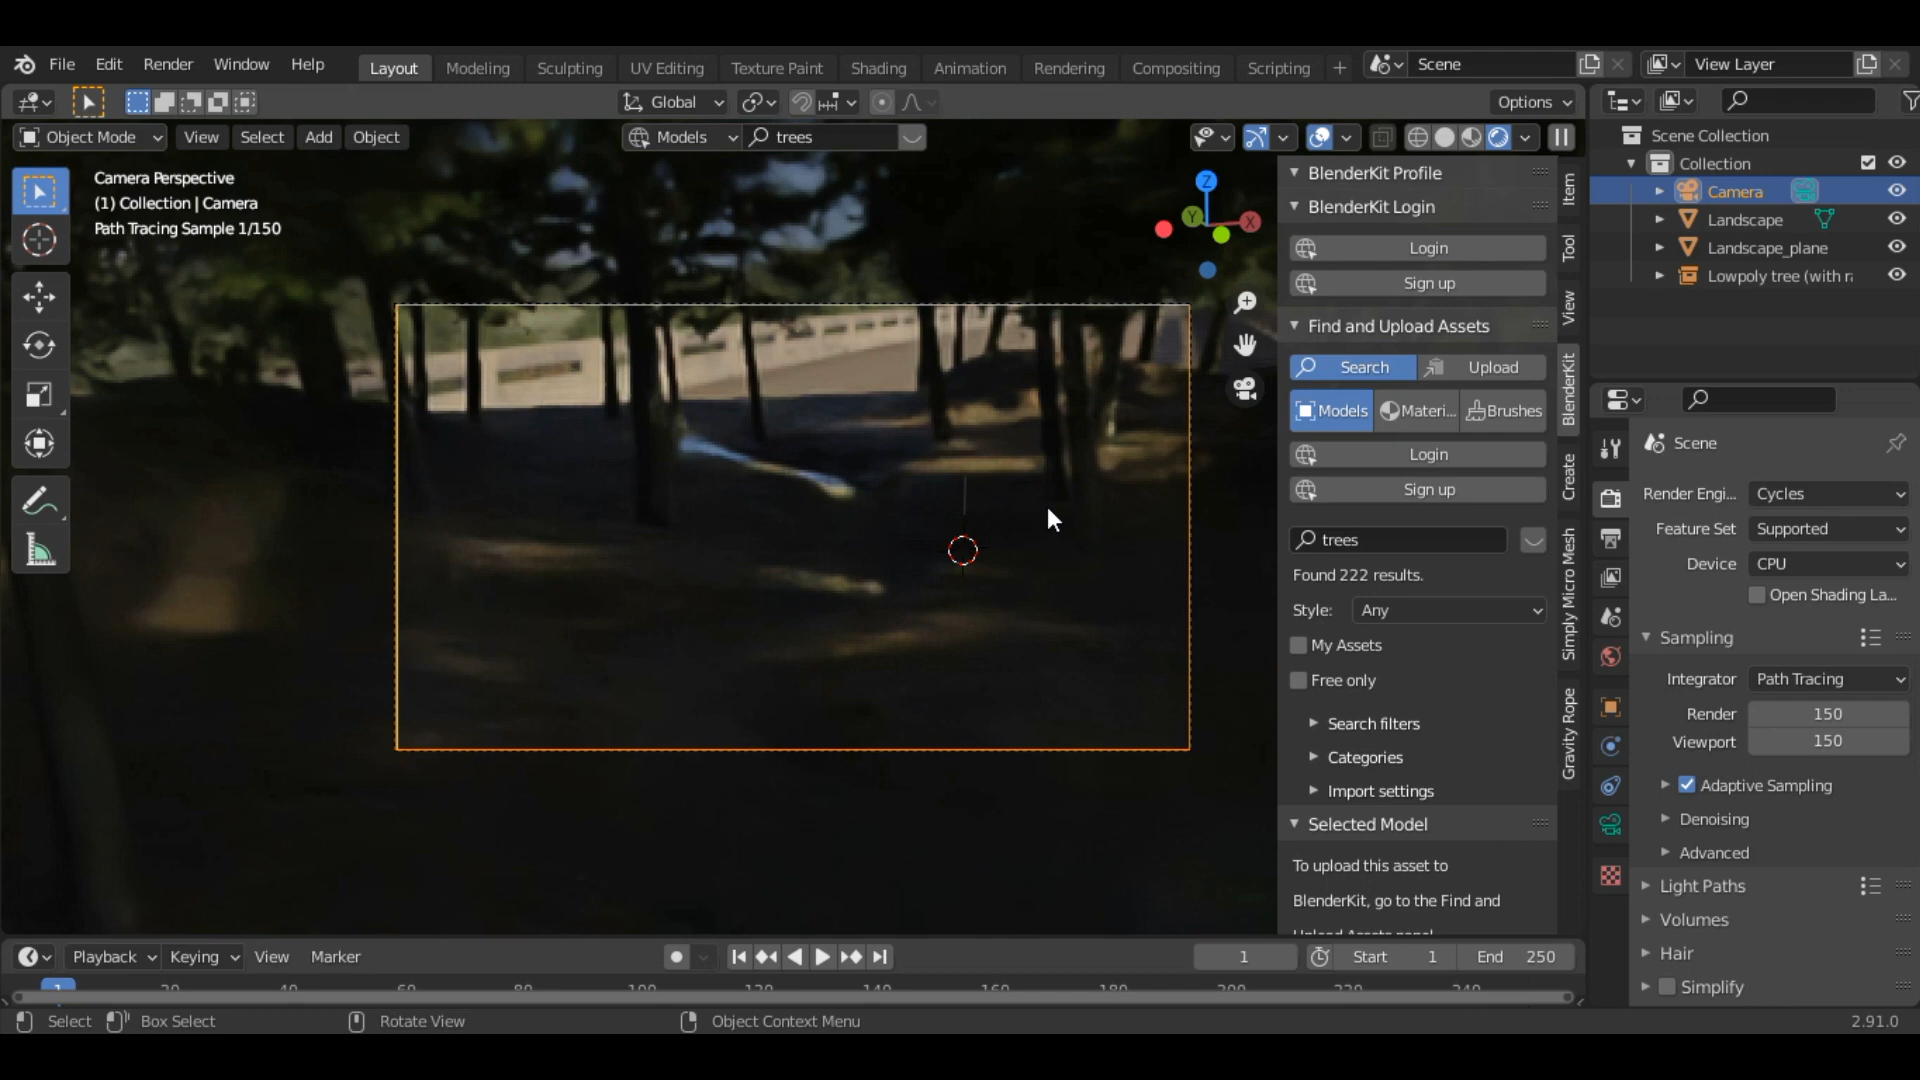 File Edit Render Window Help Layout Modeling Sculpting UV Editing Texture Paint Shading Animation Rendering Compositing Scripting + Scene View Layer
Global Options
Object Mode View Select Add Object Models trees
Camera Perspective
(1) Collection | Camera
Path Tracing Sample 1/150
Z
Y
X
BlenderKit Profile
BlenderKit Login
Login
Sign up
Find and Upload Assets
Search Upload
Models Materi... Brushes
Login
Sign up
trees
Found 222 results.
Style: Any
My Assets
Free only
Search filters
Categories
Import settings
Selected Model
To upload this asset to
BlenderKit, go to the Find and
Item
Tool
View
BlenderKit
Create
Simply Micro Mesh
Gravity Rope
Scene Collection
Collection
Camera
Landscape
Landscape_plane
Lowpoly tree (with ra
Scene
Render Engi... Cycles
Feature Set Supported
Device CPU
Open Shading La...
Sampling
Integrator Path Tracing
Render 150
Viewport 150
Adaptive Sampling
Denoising
Advanced
Light Paths
Volumes
Hair
Simplify
Playback Keying View Marker 1 Start 1 End 250
1
Select Box Select Rotate View Object Context Menu 2.91.0